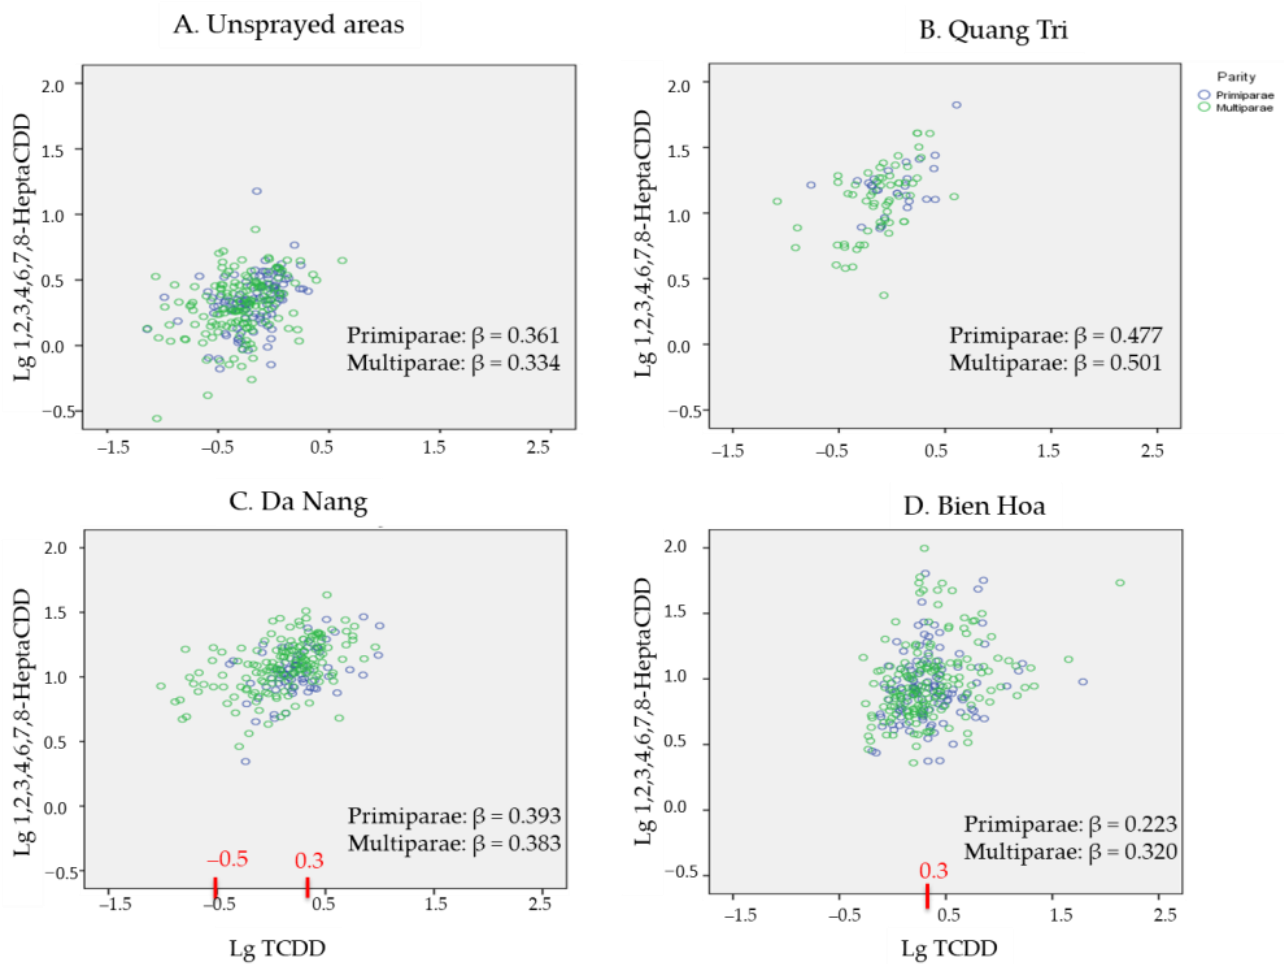 A. Unsprayed areas
Lg 1,2,3,4,6,7,8-HeptaCDD
2.0
1.5
1.0
0.5
0.0
−0.5
Primiparae: β = 0.361
Multiparae: β = 0.334
−1.5
−0.5
0.5
1.5
2.5
B. Quang Tri
Lg 1,2,3,4,6,7,8-HeptaCDD
2.0
1.5
1.0
0.5
0.0
−0.5
Primiparae: β = 0.477
Multiparae: β = 0.501
−1.5
−0.5
0.5
1.5
2.5
Parity
Primiparae
Multiparae
C. Da Nang
Lg 1,2,3,4,6,7,8-HeptaCDD
2.0
1.5
1.0
0.5
0.0
−0.5
Primiparae: β = 0.393
Multiparae: β = 0.383
−0.5
0.3
−1.5
−0.5
0.5
1.5
2.5
Lg TCDD
D. Bien Hoa
Lg 1,2,3,4,6,7,8-HeptaCDD
2.0
1.5
1.0
0.5
0.0
−0.5
Primiparae: β = 0.223
Multiparae: β = 0.320
0.3
−1.5
−0.5
0.5
1.5
2.5
Lg TCDD